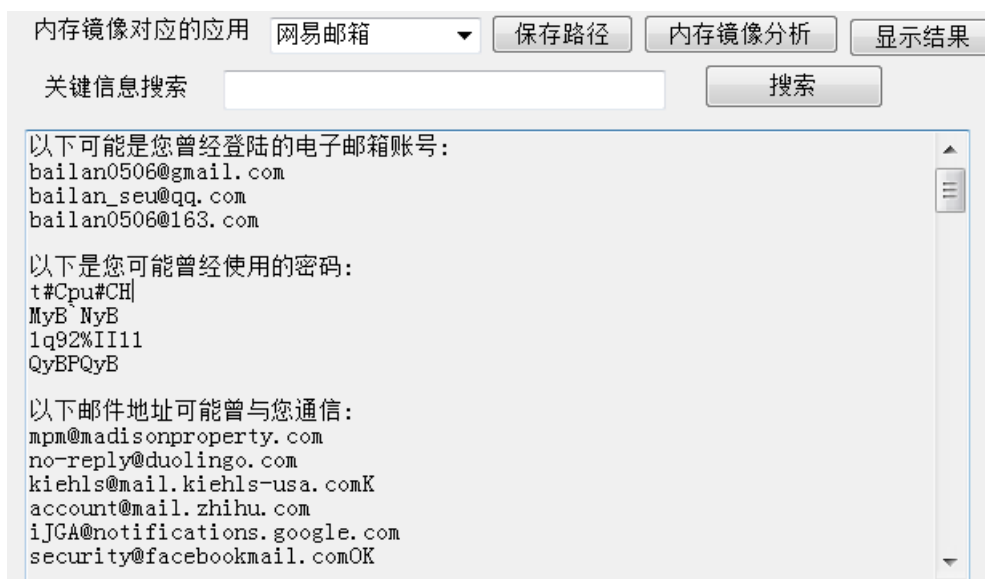 内存镜像对应的应用 网易邮箱 保存路径 内存镜像分析 显示结果
关键信息搜索 搜索
以下可能是您曾经登陆的电子邮箱账号:
bailan0506@gmail.com
bailan_seu@qq.com
bailan0506@163.com
以下是您可能曾经使用的密码:
t#Cpu#CH
MyB`NyB
1q92%II11
QyBPQyB
以下邮件地址可能曾与您通信:
mpm@madisonproperty.com
no-reply@duolingo.com
kiehls@mail.kiehls-usa.comK
account@mail.zhihu.com
iJGA@notifications.google.com
security@facebookmail.comOK